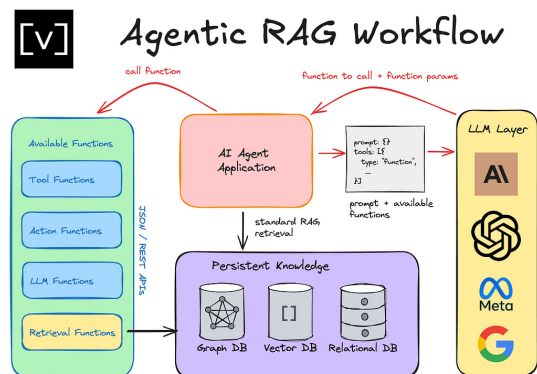 [v]
Agentic RAG Workflow
call function
function to call + function params
Available Functions
Tool Functions
Action Functions
LLM Functions
Retrieval Functions
JSON / REST APIs
AI Agent
Application
prompt: {}
tools: [{
type: "function",
...
}]
prompt + available
functions
standard RAG
retrieval
LLM Layer
A\
Meta
G
Persistent Knowledge
[ ]
Graph DB
Vector DB
Relational DB